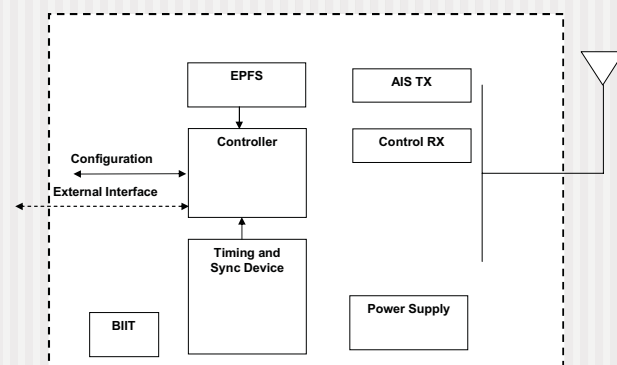 EPFS
AIS TX
Controller
Control RX
Configuration
External Interface
Timing and
Sync Device
Power Supply
BIIT